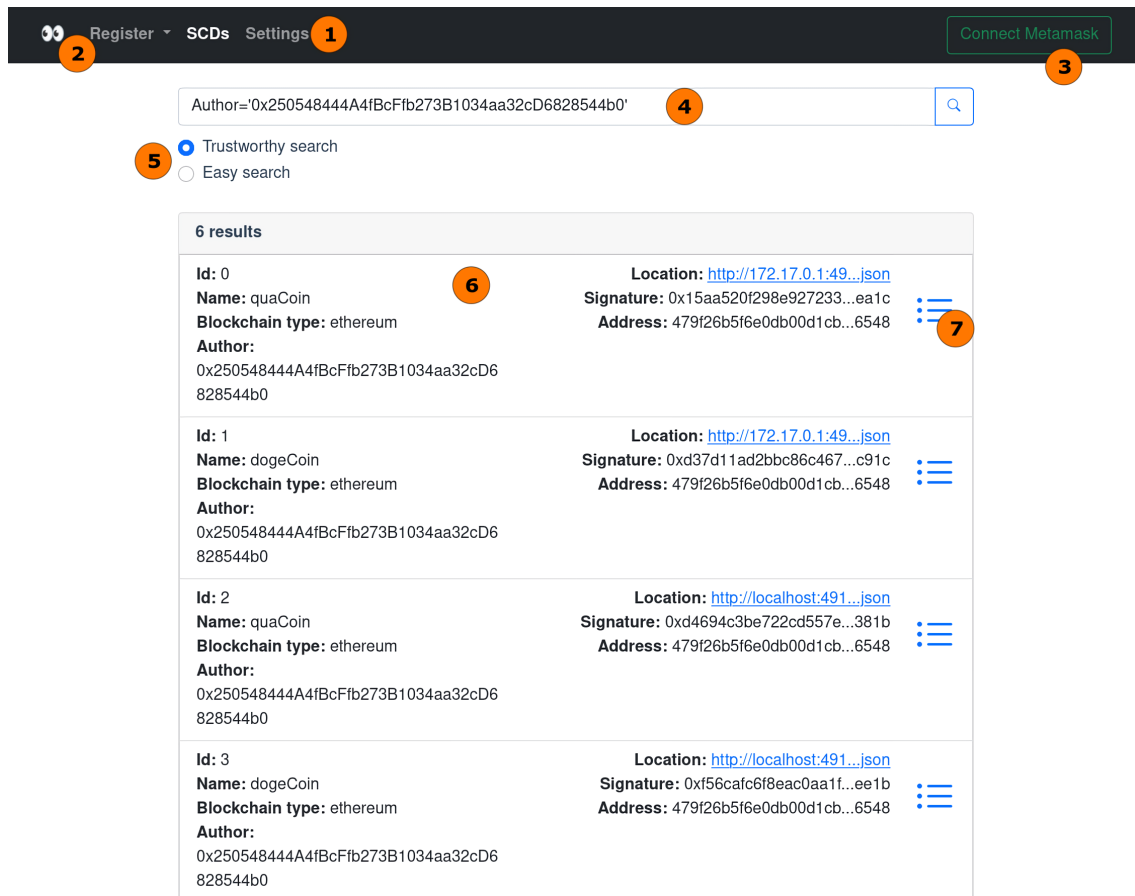 👀 Register SCDs Settings 1 Connect Metamask
2
3
Author='0x250548444A4fBcFfb273B1034aa32cD6828544b0' 4
5 Trustworthy search
Easy search
6 results
Id: 0 6 Location: http://172.17.0.1:49...json
Name: quaCoin Signature: 0x15aa520f298e927233...ea1c
Blockchain type: ethereum Address: 479f26b5f6e0db00d1cb...6548 7
Author:
0x250548444A4fBcFfb273B1034aa32cD6
828544b0
Id: 1 Location: http://172.17.0.1:49...json
Name: dogeCoin Signature: 0xd37d11ad2bbc86c467...c91c
Blockchain type: ethereum Address: 479f26b5f6e0db00d1cb...6548
Author:
0x250548444A4fBcFfb273B1034aa32cD6
828544b0
Id: 2 Location: http://localhost:491...json
Name: quaCoin Signature: 0xd4694c3be722cd557e...381b
Blockchain type: ethereum Address: 479f26b5f6e0db00d1cb...6548
Author:
0x250548444A4fBcFfb273B1034aa32cD6
828544b0
Id: 3 Location: http://localhost:491...json
Name: dogeCoin Signature: 0xf56cafc6f8eac0aa1f...ee1b
Blockchain type: ethereum Address: 479f26b5f6e0db00d1cb...6548
Author:
0x250548444A4fBcFfb273B1034aa32cD6
828544b0